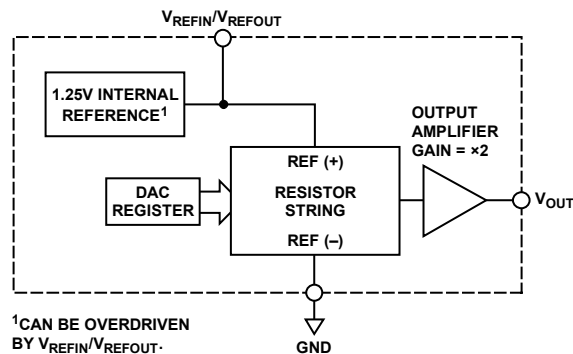 VREFIN/VREFOUT
1.25V INTERNAL
REFERENCE1
OUTPUT
AMPLIFIER
GAIN = ×2
REF (+)
DAC
REGISTER
RESISTOR
STRING
REF (–)
VOUT
1CAN BE OVERDRIVEN
BY VREFIN/VREFOUT.
GND